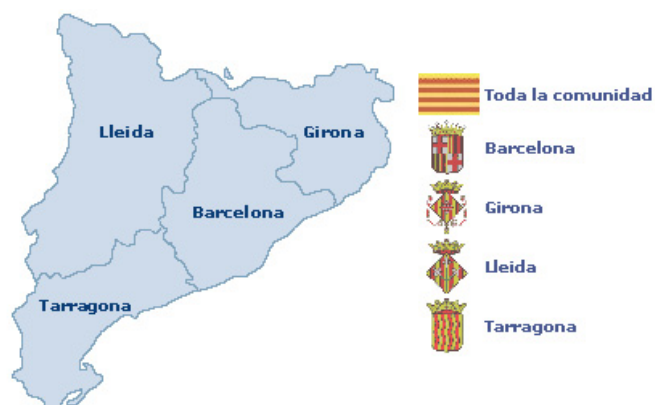 Lleida
Girona
Barcelona
Tarragona
Toda la comunidad
Barcelona
Girona
Lleida
Tarragona